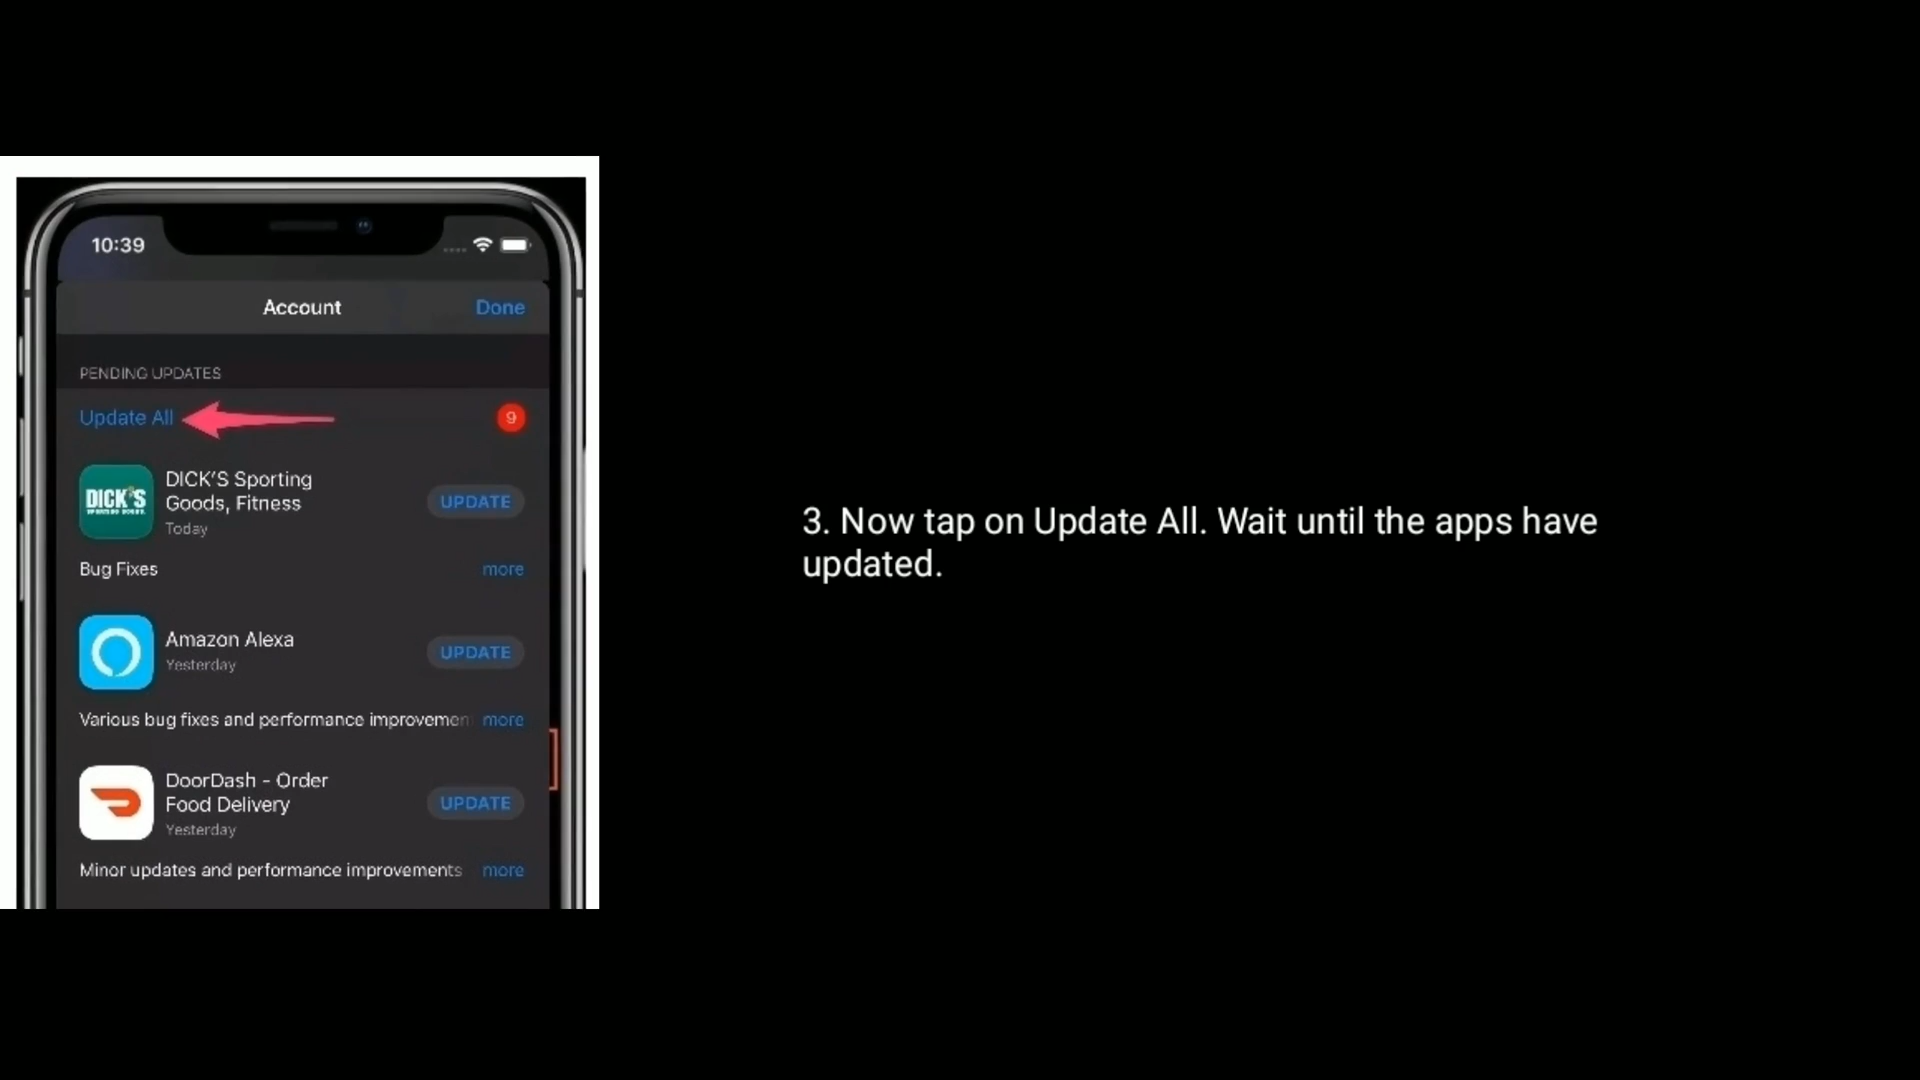 10:39
Account
Done
PENDING UPDATES
Update All
9
DICK'S
DICK'S Sporting
Goods, Fitness
Today
UPDATE
Bug Fixes
more
Amazon Alexa
Yesterday
UPDATE
Various bug fixes and performance improvemen
more
DoorDash - Order
Food Delivery
Yesterday
UPDATE
Minor updates and performance improvements
more
3. Now tap on Update All. Wait until the apps have
updated.